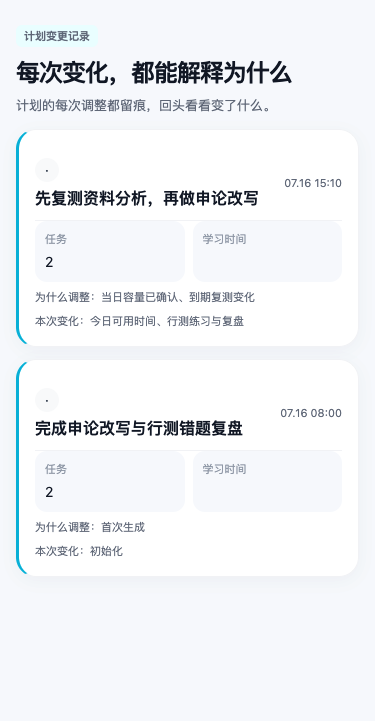 计划变更记录
每次变化，都能解释为什么
计划的每次调整都留痕，回头看看变了什么。
·
07.16 15:10
先复测资料分析，再做申论改写
任务
学习时间
2
为什么调整：当日容量已确认、到期复测变化
本次变化：今日可用时间、行测练习与复盘
·
07.16 08:00
完成申论改写与行测错题复盘
任务
学习时间
2
为什么调整：首次生成
本次变化：初始化